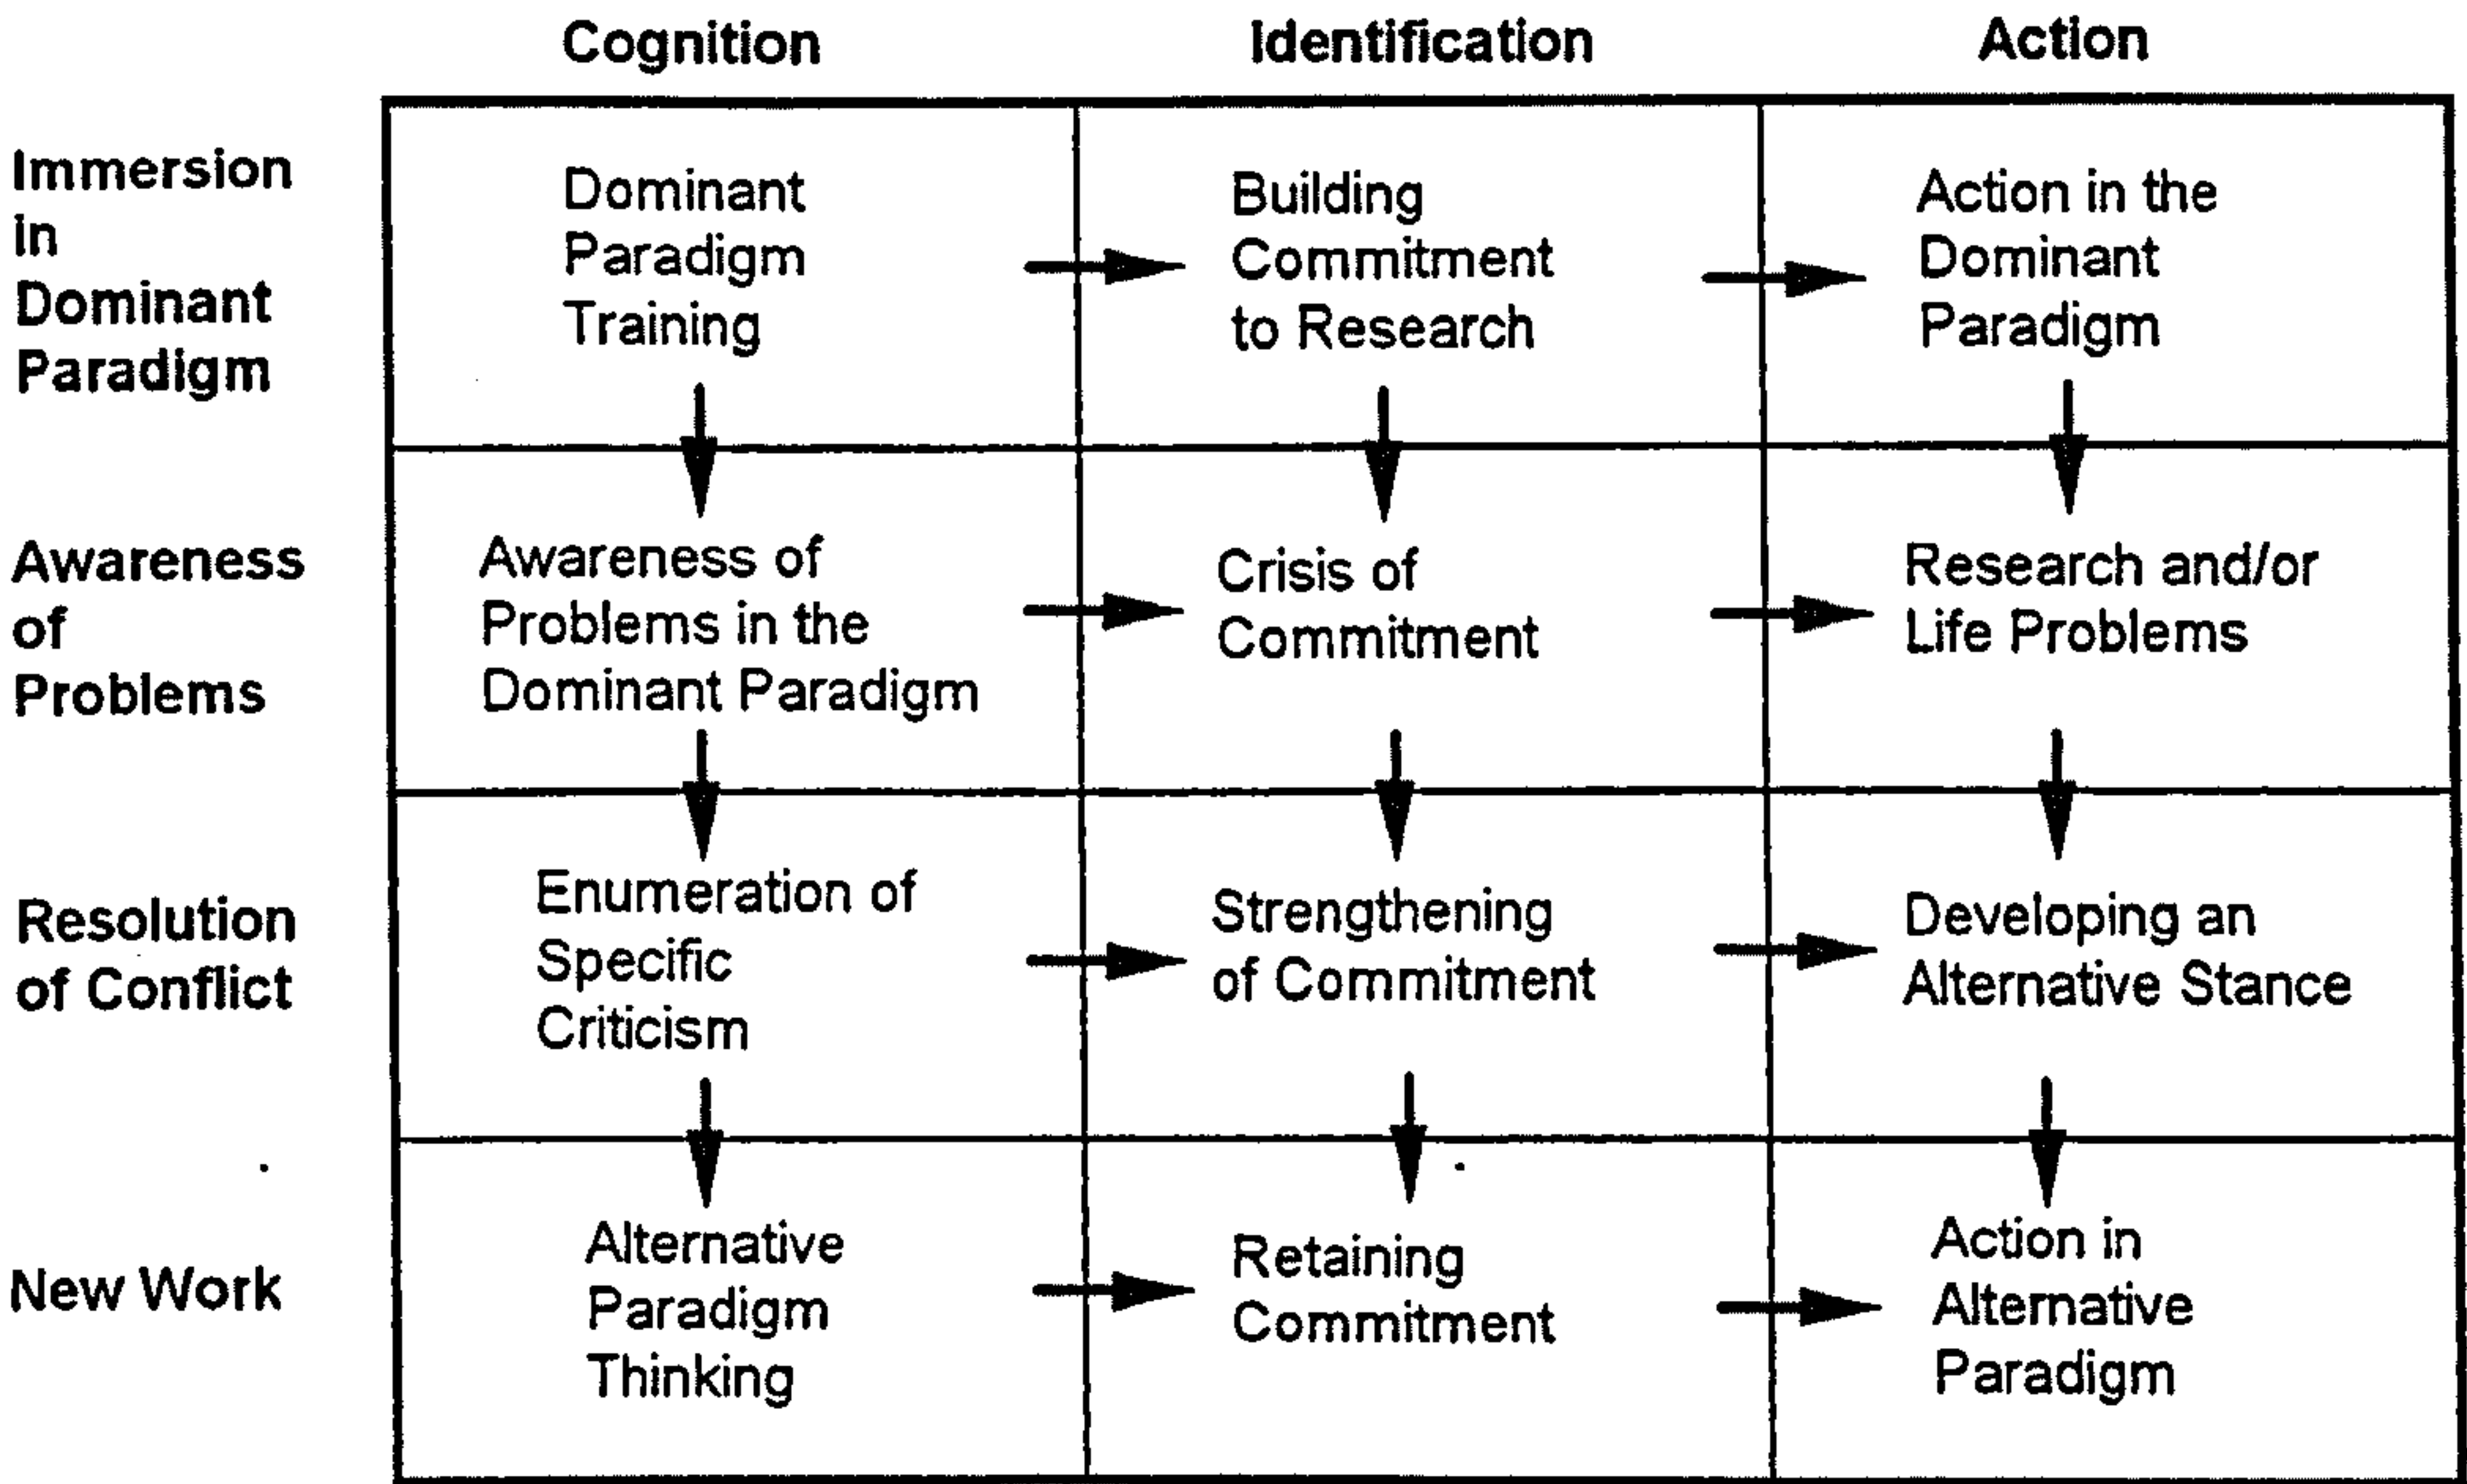 Cognition
Identification
Action
Immersion
in
Dominant
Paradigm
Dominant
Paradigm
Training
Building
Commitment
to Research
Action in the
Dominant
Paradigm
Awareness
of
Problems
Awareness of
Problems in the
Dominant Paradigm
Crisis of
Commitment
Research and/or
Life Problems
Resolution
of Conflict
Enumeration of
Specific
Criticism
Strengthening
of Commitment
Developing an
Alternative Stance
New Work
Alternative
Paradigm
Thinking
Retaining
Commitment
Action in
Alternative
Paradigm